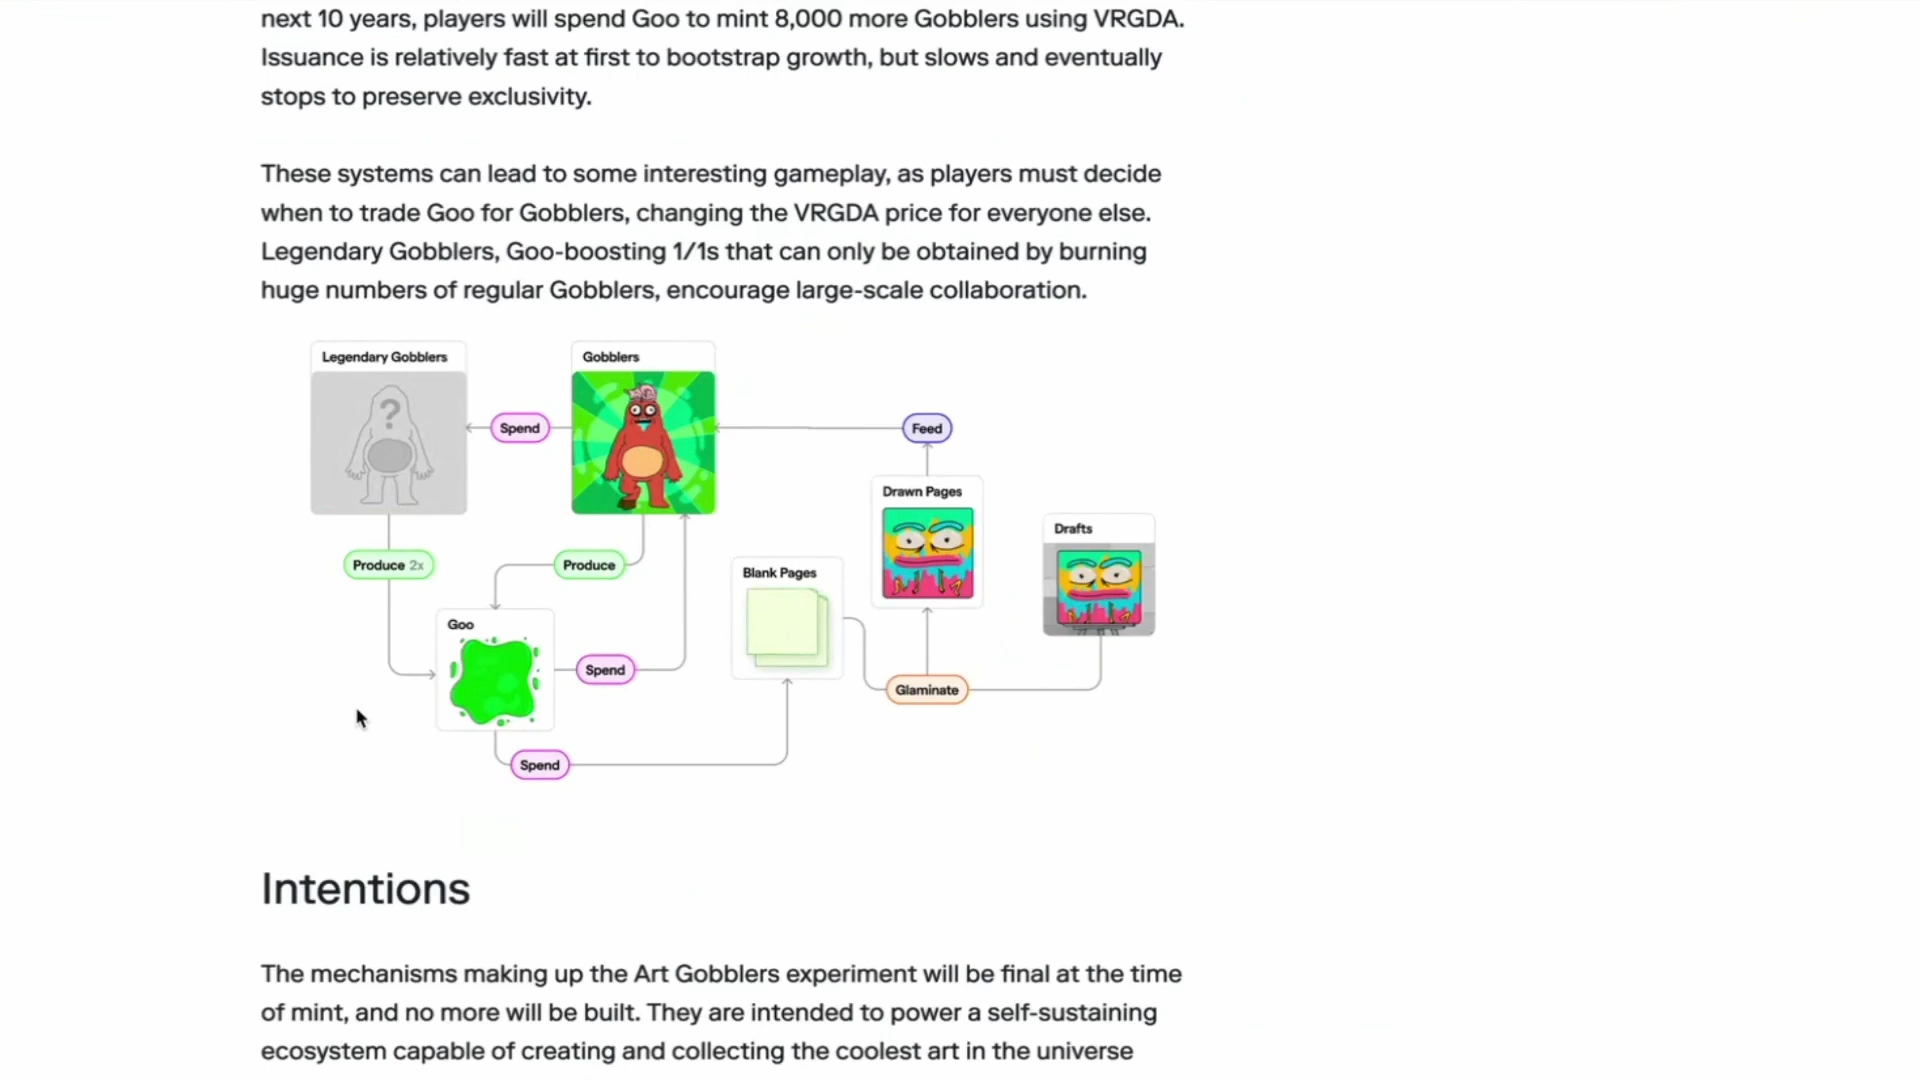 next 10 years, players will spend Goo to mint 8,000 more Gobblers using VRGDA.
Issuance is relatively fast at first to bootstrap growth, but slows and eventually
stops to preserve exclusivity.
These systems can lead to some interesting gameplay, as players must decide
when to trade Goo for Gobblers, changing the VRGDA price for everyone else.
Legendary Gobblers, Goo-boosting 1/1s that can only be obtained by burning
huge numbers of regular Gobblers, encourage large-scale collaboration.
Legendary Gobblers
Gobblers
?
Spend
Feed
Drawn Pages
Drafts
Produce 2x
Produce
Blank Pages
Goo
Spend
Glaminate
Spend
Intentions
The mechanisms making up the Art Gobblers experiment will be final at the time
of mint, and no more will be built. They are intended to power a self-sustaining
ecosystem capable of creating and collecting the coolest art in the universe